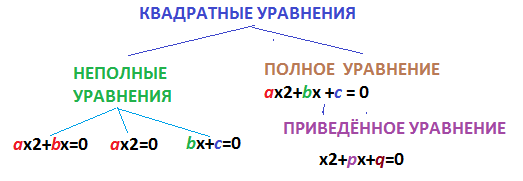 КВАДРАТНЫЕ УРАВНЕНИЯ
НЕПОЛНЫЕ
УРАВНЕНИЯ
ПОЛНОЕ УРАВНЕНИЕ
ax2+bx +c = 0
ПРИВЕДЁННОЕ УРАВНЕНИЕ
ax2+bx=0 ax2=0 bx+c=0
x2+px+q=0